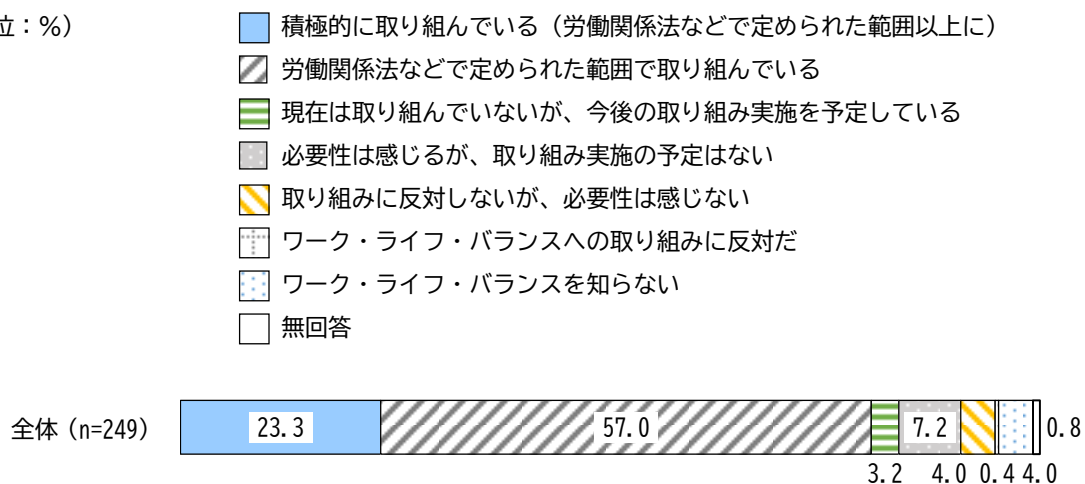 位：％）
積極的に取り組んでいる（労働関係法などで定められた範囲以上に）
労働関係法などで定められた範囲で取り組んでいる
現在は取り組んでいないが、今後の取り組み実施を予定している
必要性は感じるが、取り組み実施の予定はない
取り組みに反対しないが、必要性は感じない
ワーク・ライフ・バランスへの取り組みに反対だ
ワーク・ライフ・バランスを知らない
無回答
全体（n=249） 23.3 57.0 7.2 0.8
3.2 4.0 0.4 4.0